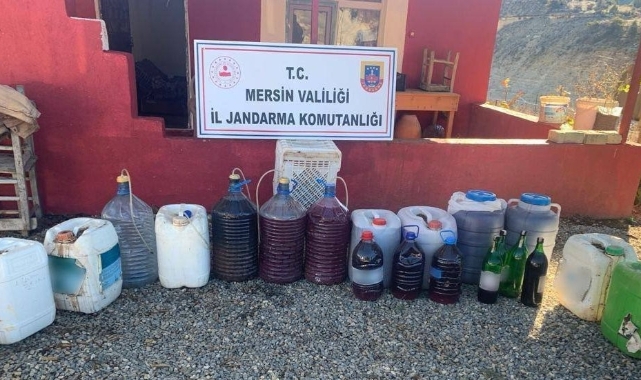 T.C.
MERSİN VALİLİĞİ
İL JANDARMA KOMUTANLIĞI